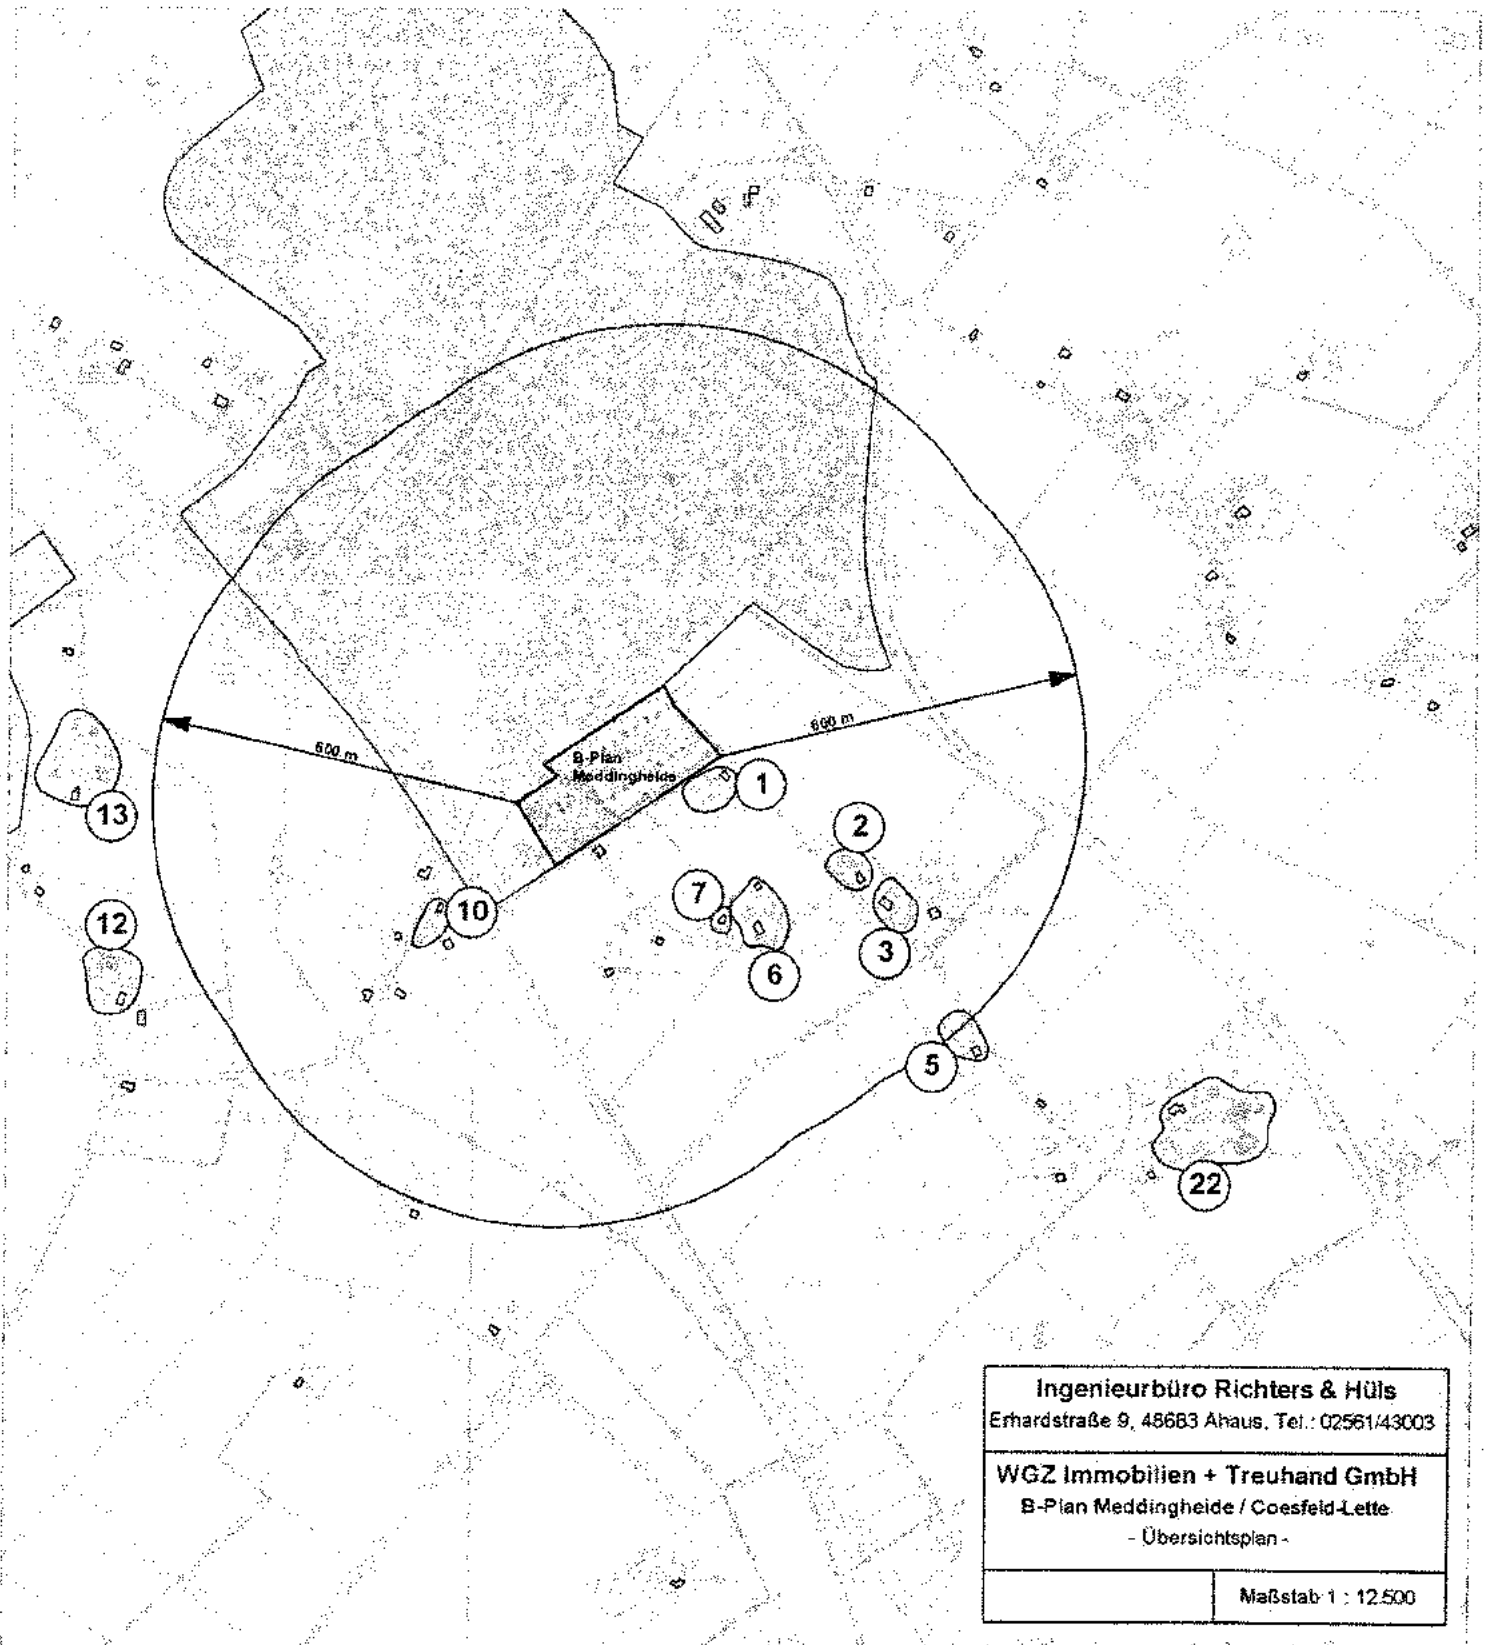 600 m
600 m
B-Plan
Meddingheide
1
2
13
7
10
12
3
6
5
22
Ingenieurbüro Richters & Hüls
Erhardstraße 9, 48683 Ahaus, Tel.: 02561/43003
WGZ Immobilien + Treuhand GmbH
B-Plan Meddingheide / Coesfeld-Lette
- Übersichtsplan -
Maßstab 1 : 12.500